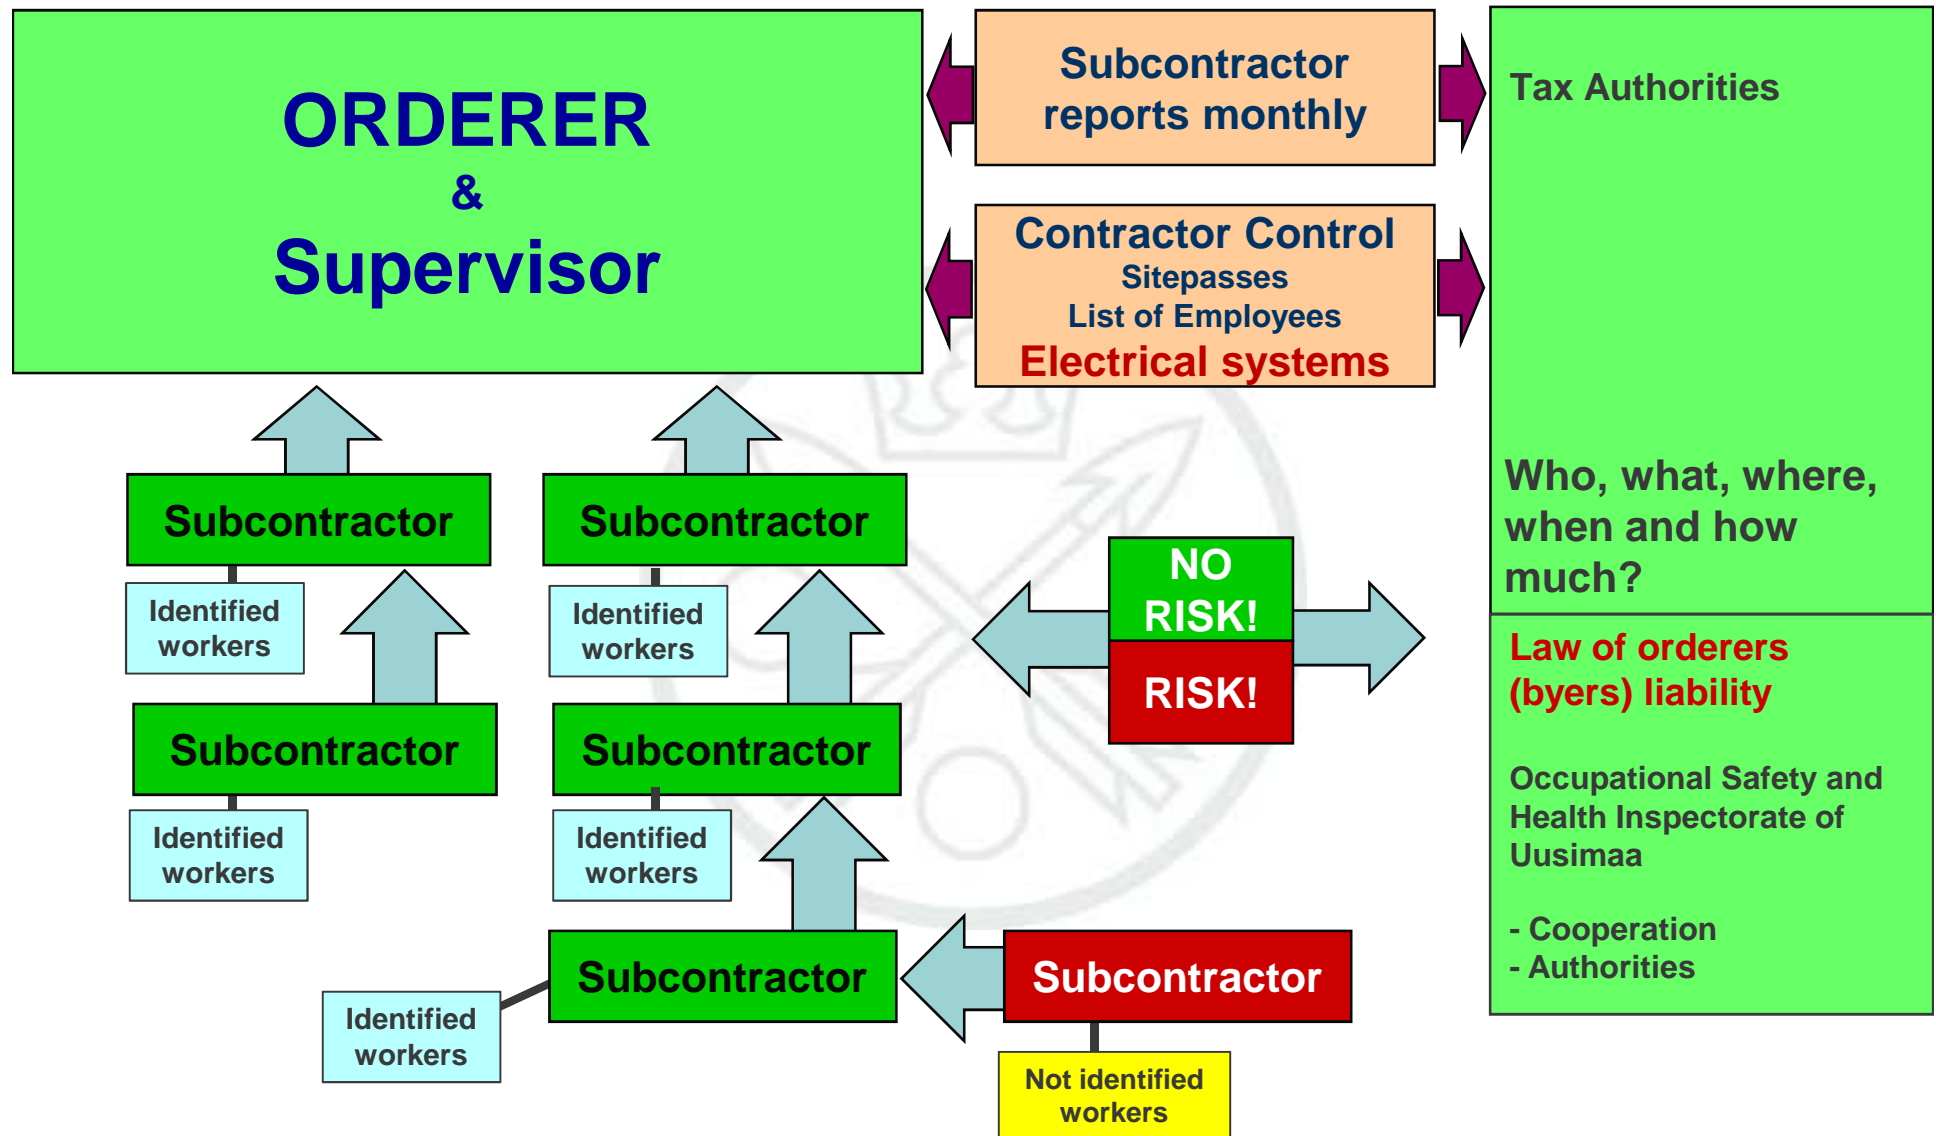 ORDERER
&
Supervisor
Subcontractor
reports monthly
Contractor Control
Sitepasses
List of Employees
Electrical systems
Tax Authorities
Who, what, where,
when and how
much?
Law of orderers
(byers) liability
Occupational Safety and
Health Inspectorate of
Uusimaa
- Cooperation
- Authorities
Subcontractor
Identified
workers
Subcontractor
Identified
workers
NO
RISK!
RISK!
Subcontractor
Identified
workers
Subcontractor
Identified
workers
Subcontractor
Identified
workers
Subcontractor
Not identified
workers